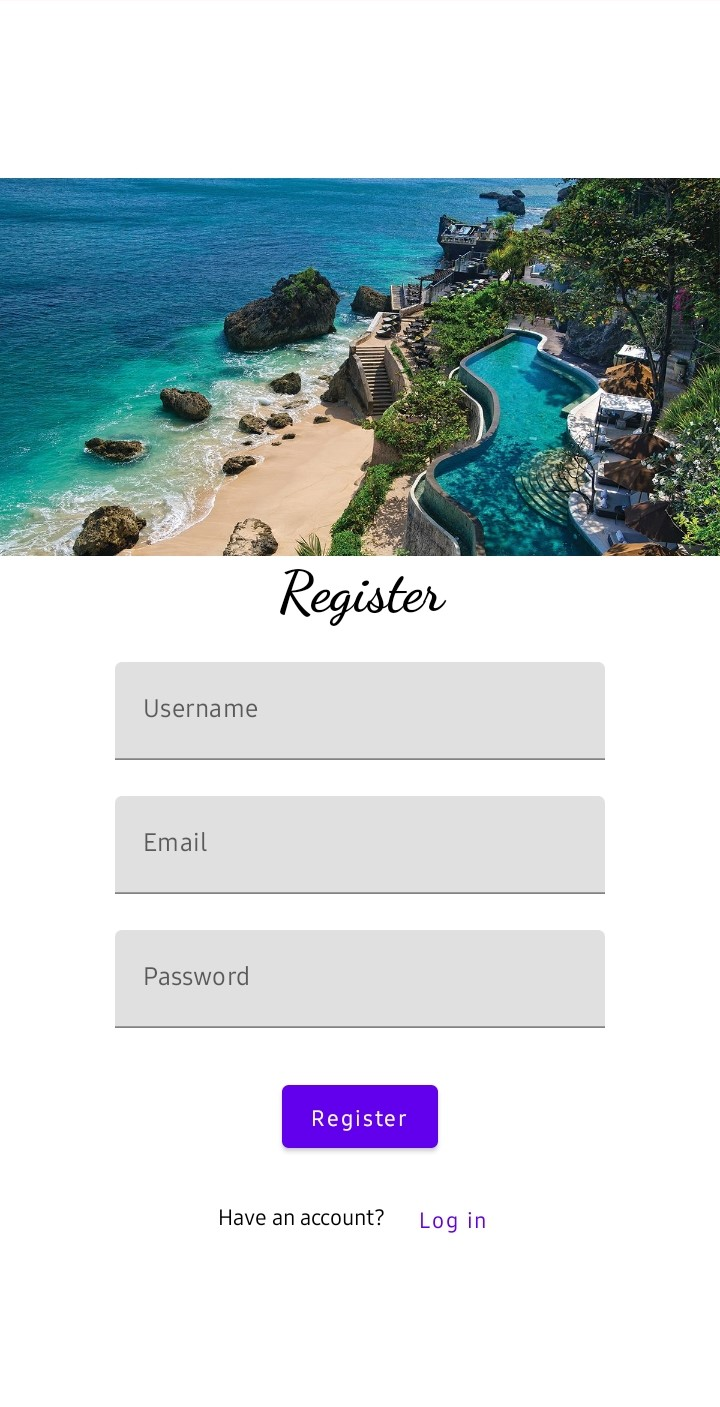 Register
Username
Email
Password
Register
Have an account? Log in